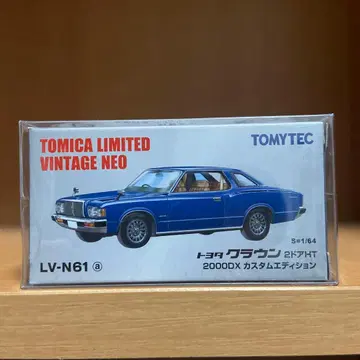 TOMICA LIMITED
VINTAGE NEO
TOMYTEC
S=1/64
トヨタ クラウン 2ドアHT
LV-N61 a
2000DX カスタムエディション